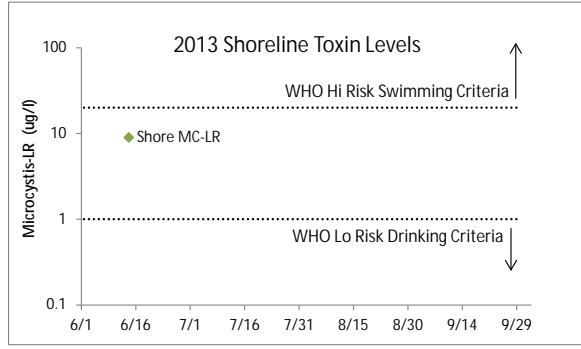 2013 Shoreline Toxin Levels
Microcystis-LR (ug/l)
100
10
1
0.1
WHO Hi Risk Swimming Criteria
Shore MC-LR
WHO Lo Risk Drinking Criteria
6/1 6/16 7/1 7/16 7/31 8/15 8/30 9/14 9/29